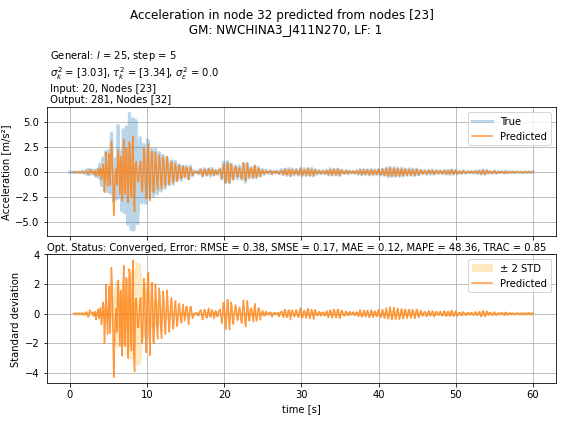 Acceleration in node 32 predicted from nodes [23]
GM: NWCHINA3_J411N270, LF: 1
General: l = 25, step = 5
σ²ₖ = [3.03], τ²ₖ = [3.34], σ²ε = 0.0
Input: 20, Nodes [23]
Output: 281, Nodes [32]
Acceleration [m/s²]
5.0
2.5
0.0
−2.5
−5.0
True
Predicted
Opt. Status: Converged, Error: RMSE = 0.38, SMSE = 0.17, MAE = 0.12, MAPE = 48.36, TRAC = 0.85
Standard deviation
4
2
0
−2
−4
± 2 STD
Predicted
0 10 20 30 40 50 60
time [s]